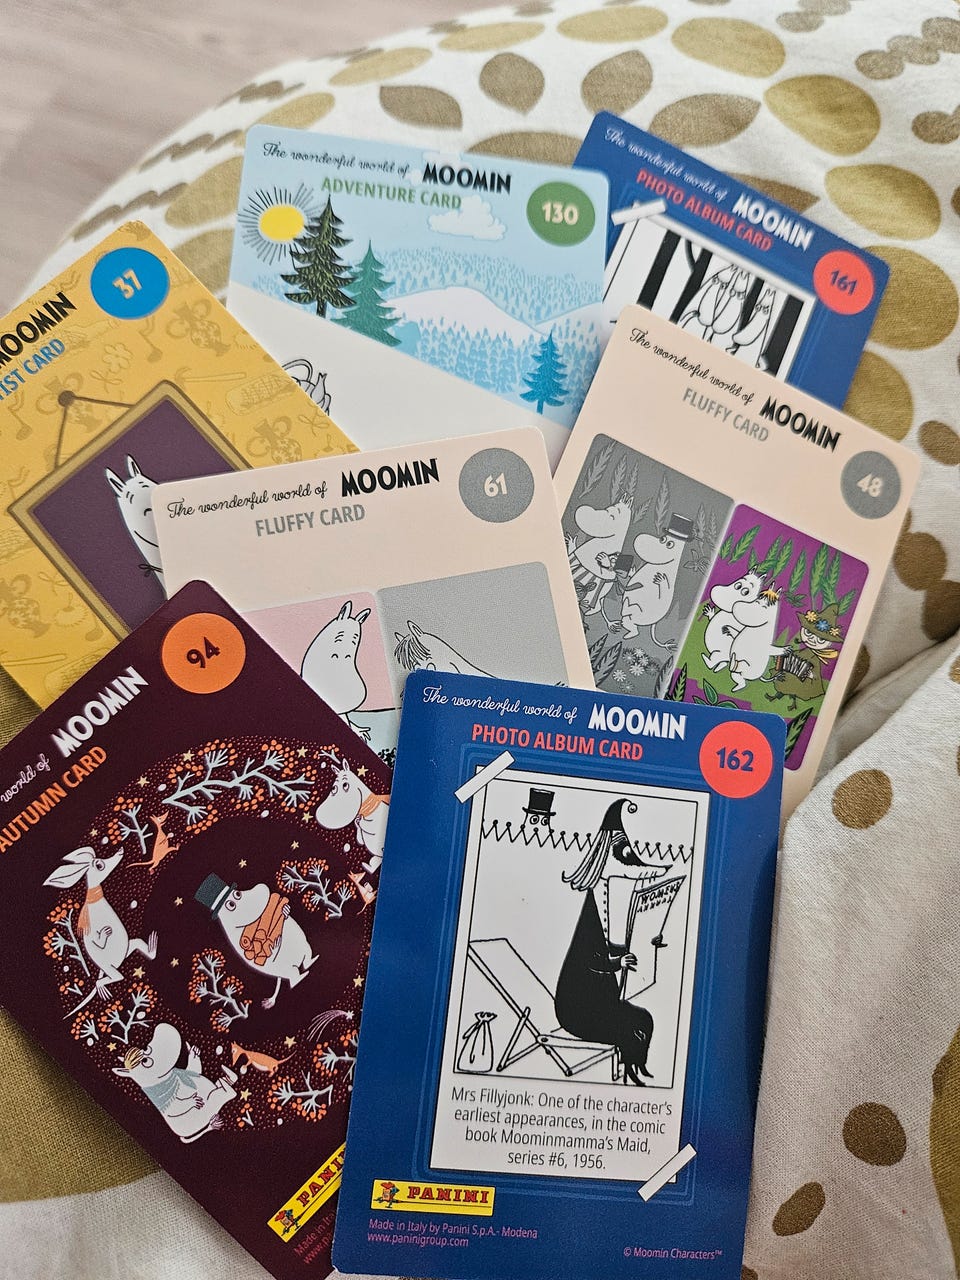 The wonderful world of MOOMIN
PHOTO ALBUM CARD
161
The wonderful world of MOOMIN
ADVENTURE CARD
130
MOOMIN
CARD
37
The wonderful world of MOOMIN
FLUFFY CARD
48
The wonderful world of MOOMIN
FLUFFY CARD
61
world of MOOMIN
AUTUMN CARD
94
PANINI
Made in
www.
The wonderful world of MOOMIN
PHOTO ALBUM CARD
162
Mrs Fillyjonk: One of the character's
earliest appearances, in the comic
book Moominmamma's Maid,
series #6, 1956.
PANINI
Made in Italy by Panini S.p.A.- Modena
www.paninigroup.com
© Moomin Characters™